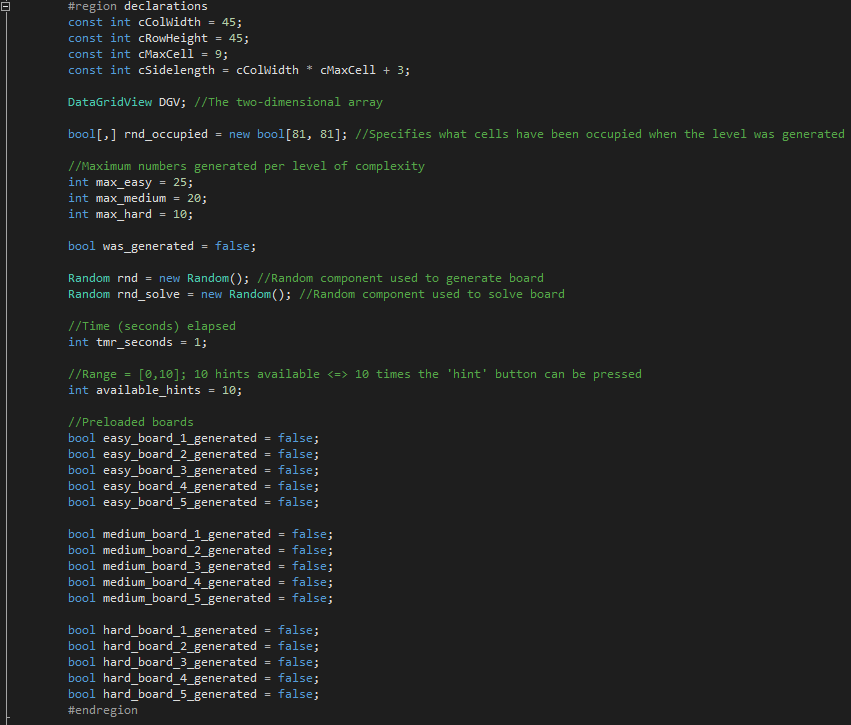 #region declarations
const int cColWidth = 45;
const int cRowHeight = 45;
const int cMaxCell = 9;
const int cSidelength = cColWidth * cMaxCell + 3;
DataGridView DGV; //The two-dimensional array
bool[,] rnd_occupied = new bool[81, 81]; //Specifies what cells have been occupied when the level was generated
//Maximum numbers generated per level of complexity
int max_easy = 25;
int max_medium = 20;
int max_hard = 10;
bool was_generated = false;
Random rnd = new Random(); //Random component used to generate board
Random rnd_solve = new Random(); //Random component used to solve board
//Time (seconds) elapsed
int tmr_seconds = 1;
//Range = [0,10]; 10 hints available <=> 10 times the 'hint' button can be pressed
int available_hints = 10;
//Preloaded boards
bool easy_board_1_generated = false;
bool easy_board_2_generated = false;
bool easy_board_3_generated = false;
bool easy_board_4_generated = false;
bool easy_board_5_generated = false;
bool medium_board_1_generated = false;
bool medium_board_2_generated = false;
bool medium_board_3_generated = false;
bool medium_board_4_generated = false;
bool medium_board_5_generated = false;
bool hard_board_1_generated = false;
bool hard_board_2_generated = false;
bool hard_board_3_generated = false;
bool hard_board_4_generated = false;
bool hard_board_5_generated = false;
#endregion